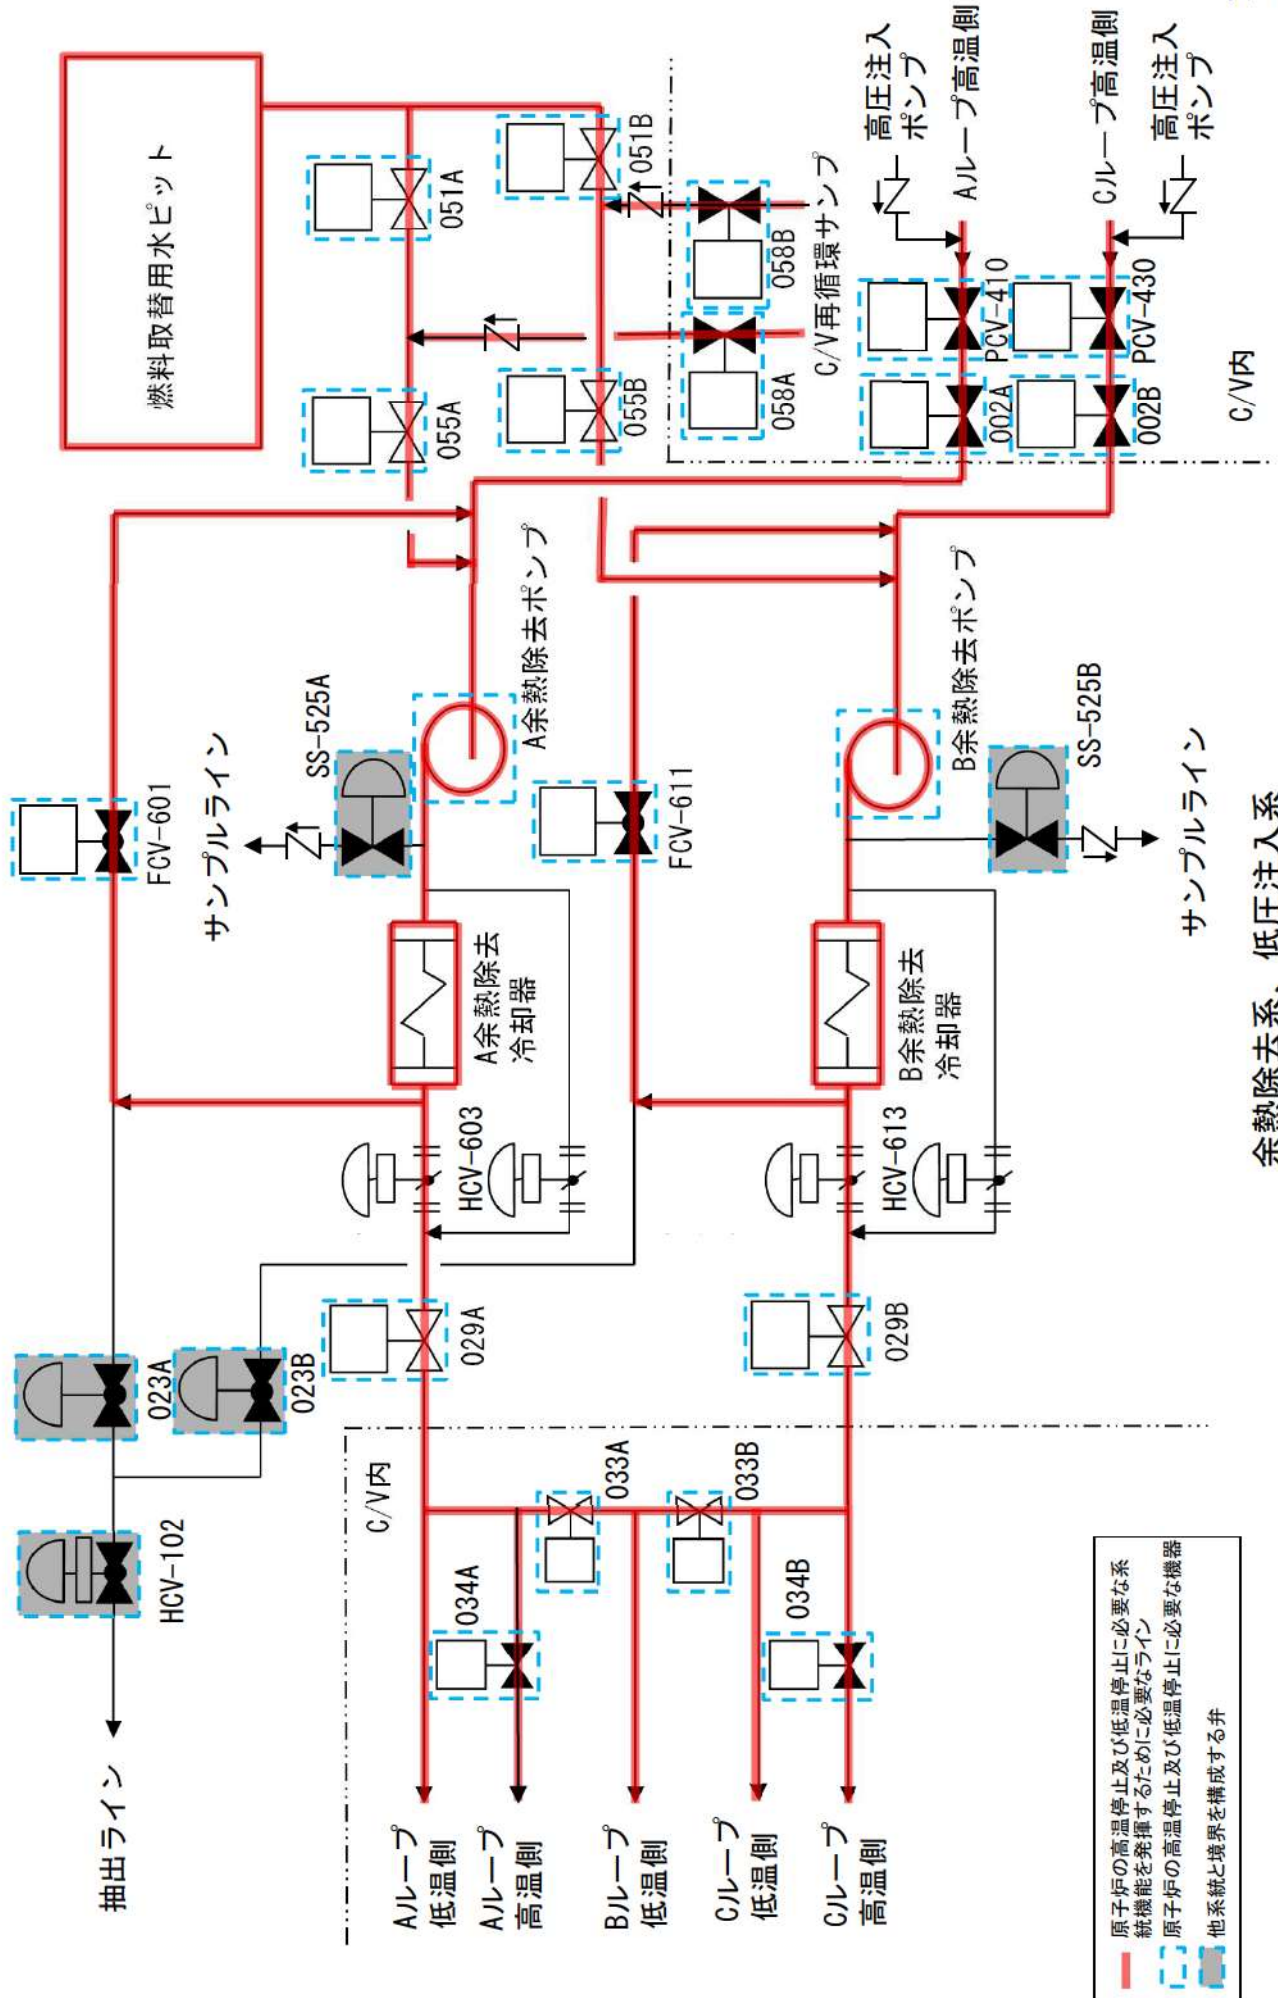 抽出ライン
HCV-102
023A
023B
FCV-601
サンプルライン
SS-525A
燃料取替用水ピット
055A
051A
055B
051B
A余熱除去ポンプ
A余熱除去
冷却器
HCV-603
029A
C/V内
Aループ
低温側
Aループ
高温側
034A
033A
FCV-611
058A
058B
C/V再循環サンプ
高圧注入
ポンプ
Aループ高温側
PCV-410
002A
Bループ
低温側
033B
Cループ
低温側
034B
Cループ
高温側
029B
HCV-613
B余熱除去
冷却器
B余熱除去ポンプ
SS-525B
サンプルライン
002B
PCV-430
Cループ高温側
高圧注入
ポンプ
C/V内
原子炉の高温停止及び低温停止に必要な系
統機能を発揮するために必要なライン
原子炉の高温停止及び低温停止に必要な機器
他系統と境界を構成する弁
余熱除去系、低圧注入系